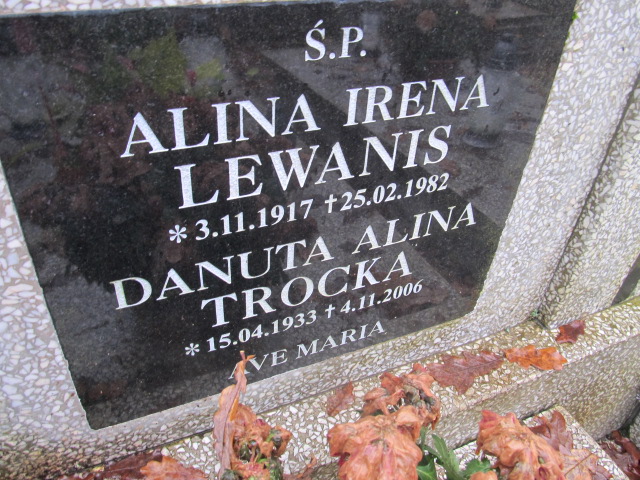 Ś.P.
ALINA IRENA
LEWANIS
* 3.11.1917 † 25.02.1982
DANUTA ALINA
TROCKA
* 15.04.1933 † 4.11.2006
AVE MARIA